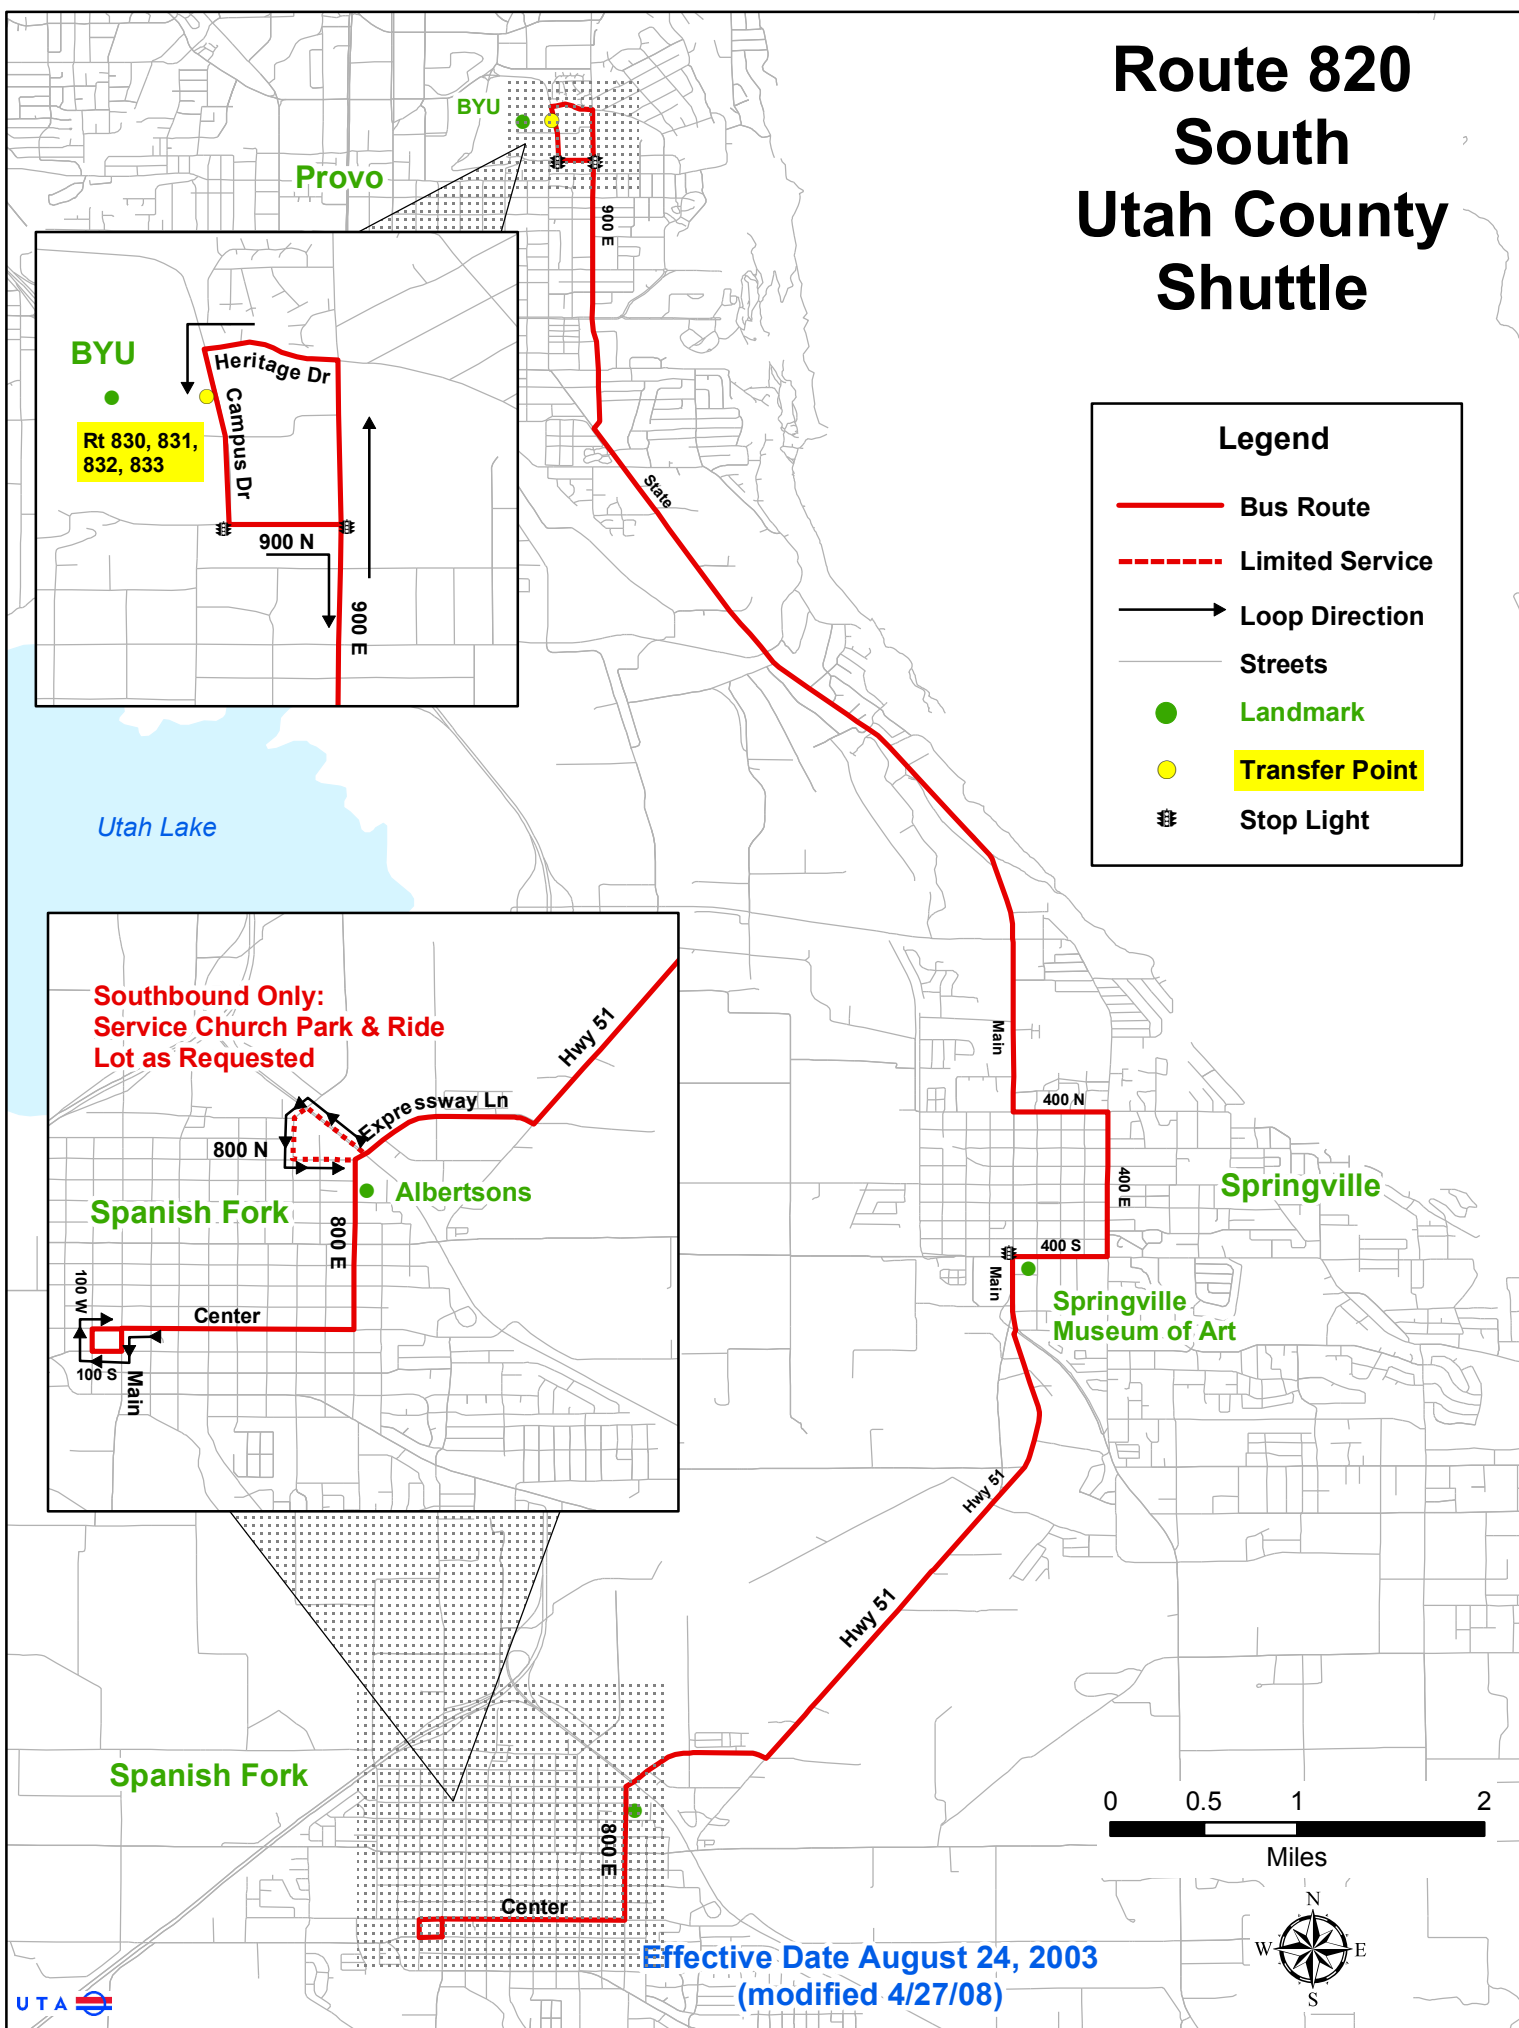 Route 820
South
Utah County
Shuttle
BYU
Provo
900 E
BYU
Heritage Dr
Campus Dr
Rt 830, 831,
832, 833
900 N
900 E
State
Legend
Bus Route
Limited Service
Loop Direction
Streets
Landmark
Transfer Point
Stop Light
Utah Lake
Southbound Only:
Service Church Park & Ride
Lot as Requested
Hwy 51
Expressway Ln
800 N
Albertsons
Spanish Fork
800 E
100 W
Center
100 S
Main
Main
400 N
400 E
Springville
400 S
Main
Springville
Museum of Art
Hwy 51
Hwy 51
Spanish Fork
800 E
Center
0 0.5 1 2
Miles
N
W E
S
Effective Date August 24, 2003
(modified 4/27/08)
UTA